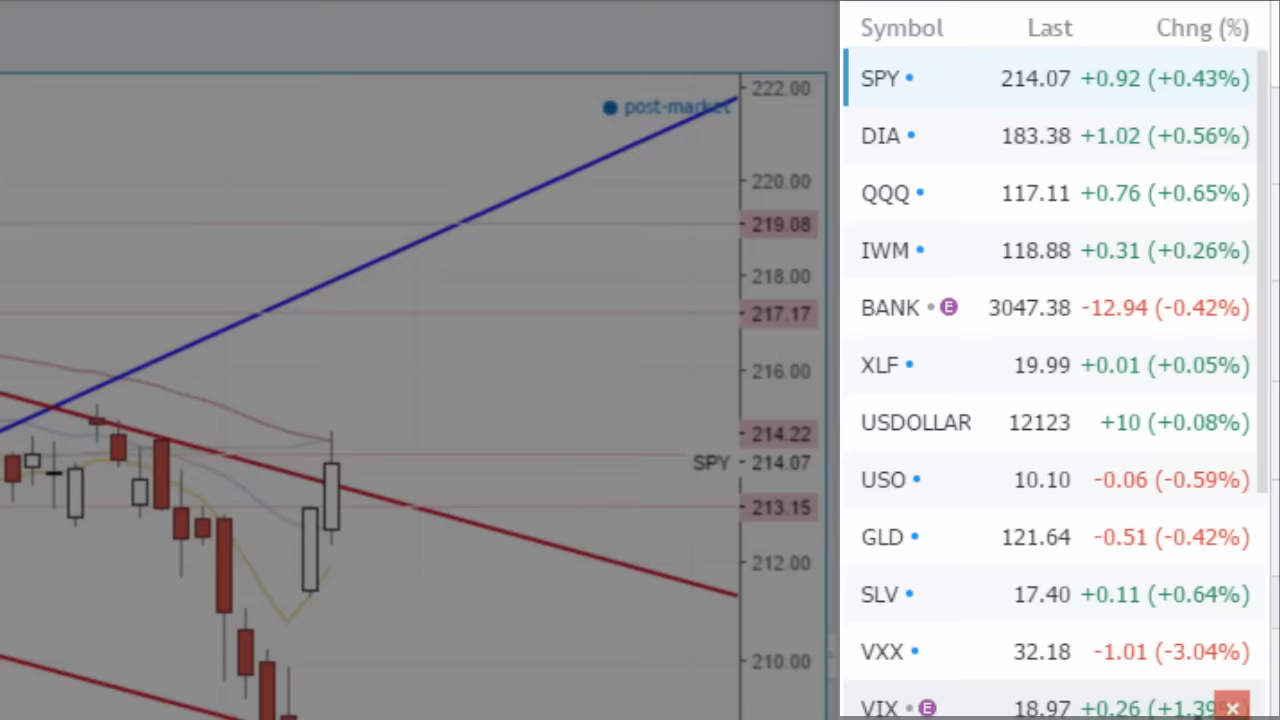 Symbol Last Chng (%)
SPY 214.07 +0.92 (+0.43%)
DIA 183.38 +1.02 (+0.56%)
QQQ 117.11 +0.76 (+0.65%)
IWM 118.88 +0.31 (+0.26%)
BANK E 3047.38 -12.94 (-0.42%)
XLF 19.99 +0.01 (+0.05%)
USDOLLAR 12123 +10 (+0.08%)
USO 10.10 -0.06 (-0.59%)
GLD 121.64 -0.51 (-0.42%)
SLV 17.40 +0.11 (+0.64%)
VXX 32.18 -1.01 (-3.04%)
VIX E 18.97 +0.26 (+1.39
post-market
222.00
220.00
219.08
218.00
217.17
216.00
214.22
SPY 214.07
213.15
212.00
210.00